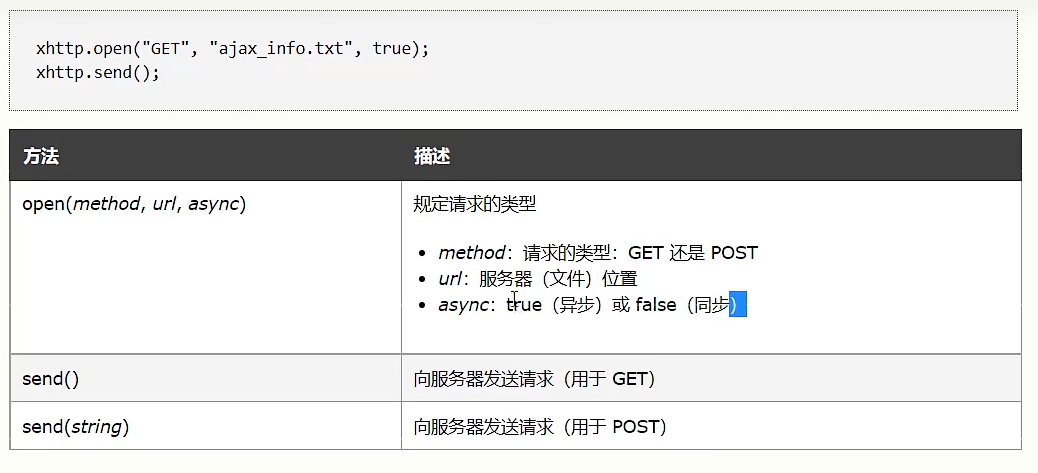 xhttp.open("GET", "ajax_info.txt", true);
xhttp.send();
方法 描述
open(method, url, async) 规定请求的类型
• method：请求的类型：GET 还是 POST
• url：服务器（文件）位置
• async：true（异步）或 false（同步）
send() 向服务器发送请求（用于 GET）
send(string) 向服务器发送请求（用于 POST）